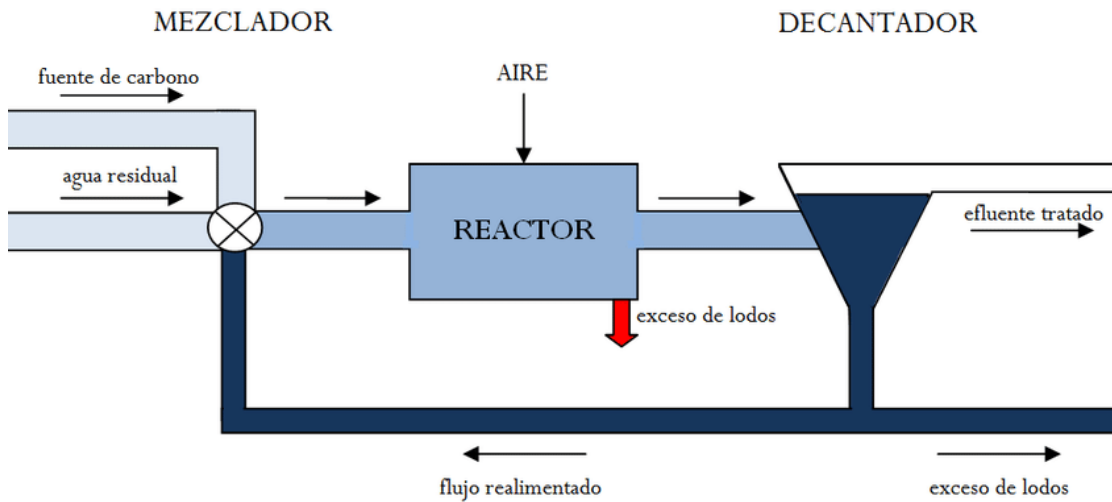 MEZCLADOR
DECANTADOR
fuente de carbono
AIRE
agua residual
REACTOR
efluente tratado
exceso de lodos
flujo realimentado
exceso de lodos